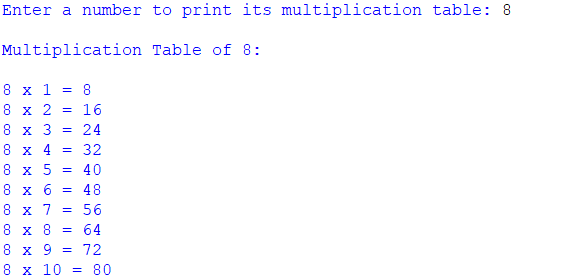 Enter a number to print its multiplication table: 8
Multiplication Table of 8:
8 x 1 = 8
8 x 2 = 16
8 x 3 = 24
8 x 4 = 32
8 x 5 = 40
8 x 6 = 48
8 x 7 = 56
8 x 8 = 64
8 x 9 = 72
8 x 10 = 80